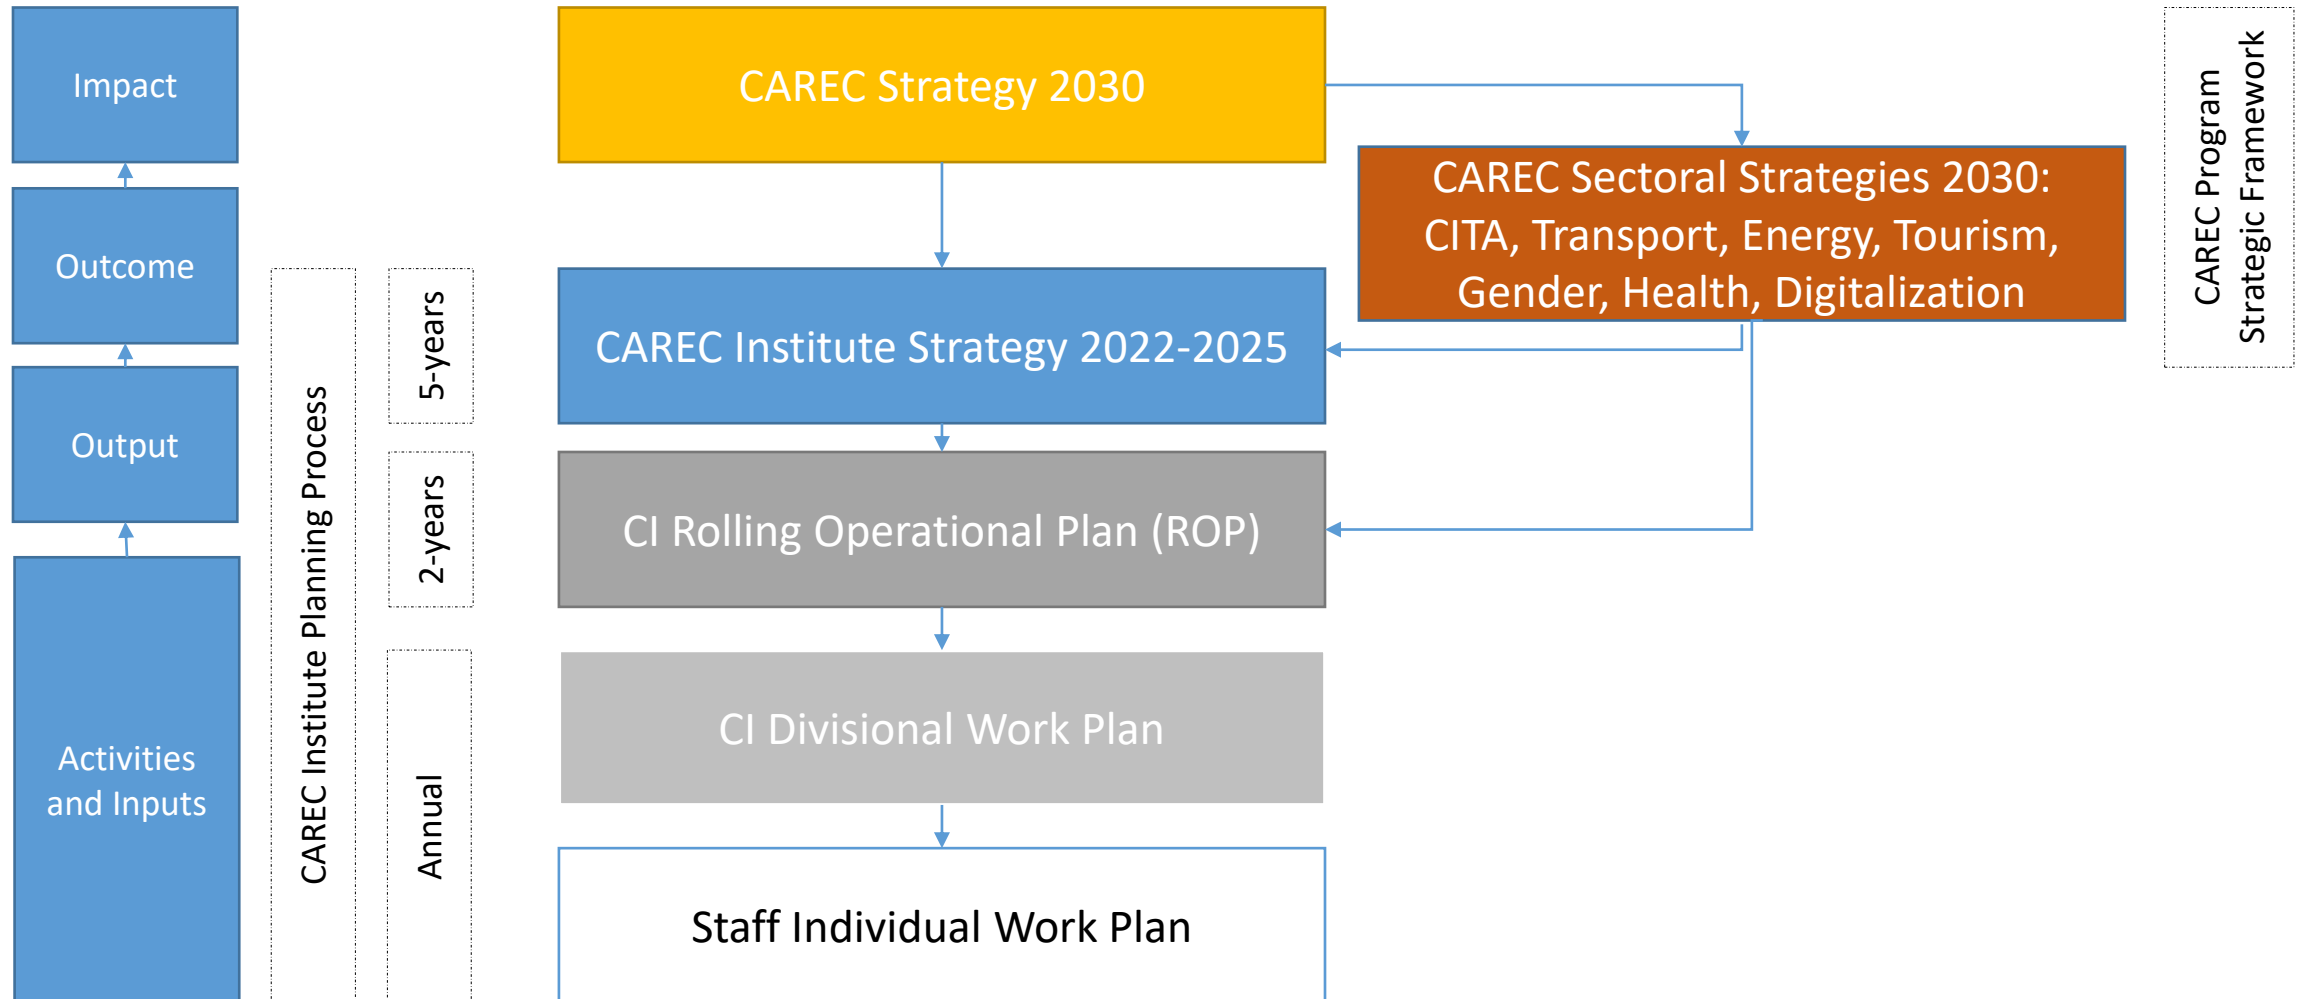 Impact
Outcome
Output
Activities
and Inputs
CAREC Institute Planning Process
5-years
2-years
Annual
CAREC Strategy 2030
CAREC Sectoral Strategies 2030:
CITA, Transport, Energy, Tourism,
Gender, Health, Digitalization
CAREC Institute Strategy 2022-2025
CI Rolling Operational Plan (ROP)
CI Divisional Work Plan
Staff Individual Work Plan
CAREC Program
Strategic Framework